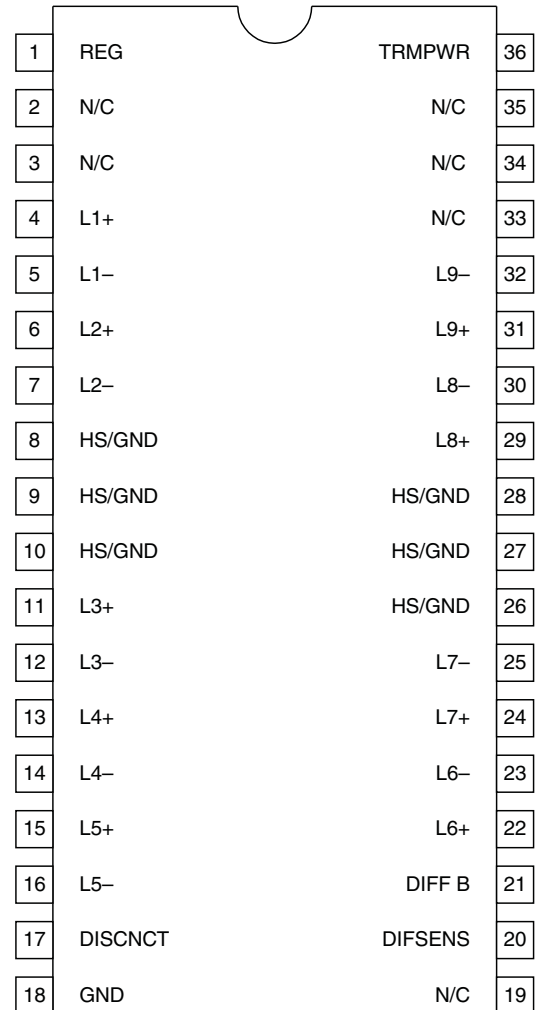 1 REG TRMPWR 36
2 N/C N/C 35
3 N/C N/C 34
4 L1+ N/C 33
5 L1– L9– 32
6 L2+ L9+ 31
7 L2– L8– 30
8 HS/GND L8+ 29
9 HS/GND HS/GND 28
10 HS/GND HS/GND 27
11 L3+ HS/GND 26
12 L3– L7– 25
13 L4+ L7+ 24
14 L4– L6– 23
15 L5+ L6+ 22
16 L5– DIFF B 21
17 DISCNCT DIFSENS 20
18 GND N/C 19